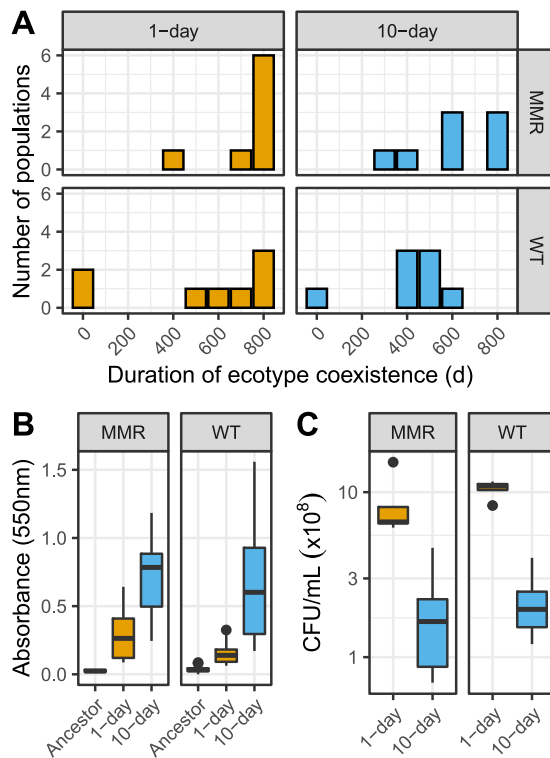 A
1−day
10−day
Number of populations
6
4
2
0
MMR
6
4
2
0
WT
0
200
400
600
800
0
200
400
600
800
Duration of ecotype coexistence (d)
B
MMR
WT
Absorbance (550nm)
1.5
1.0
0.5
0.0
Ancestor
1−day
10−day
Ancestor
1−day
10−day
C
MMR
WT
CFU/mL (x10⁸)
10
3
1
1−day
10−day
1−day
10−day